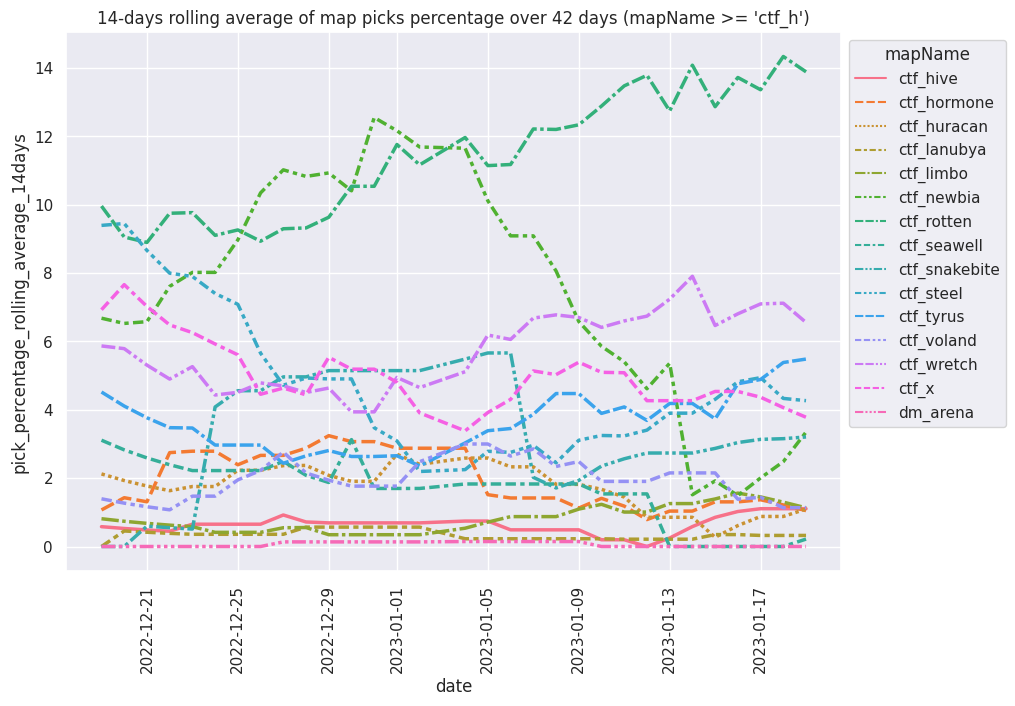 14-days rolling average of map picks percentage over 42 days (mapName >= 'ctf_h')
pick_percentage_rolling_average_14days
14
12
10
8
6
4
2
0
2022-12-21
2022-12-25
2022-12-29
2023-01-01
2023-01-05
2023-01-09
2023-01-13
2023-01-17
date
mapName
ctf_hive
ctf_hormone
ctf_huracan
ctf_lanubya
ctf_limbo
ctf_newbia
ctf_rotten
ctf_seawell
ctf_snakebite
ctf_steel
ctf_tyrus
ctf_voland
ctf_wretch
ctf_x
dm_arena